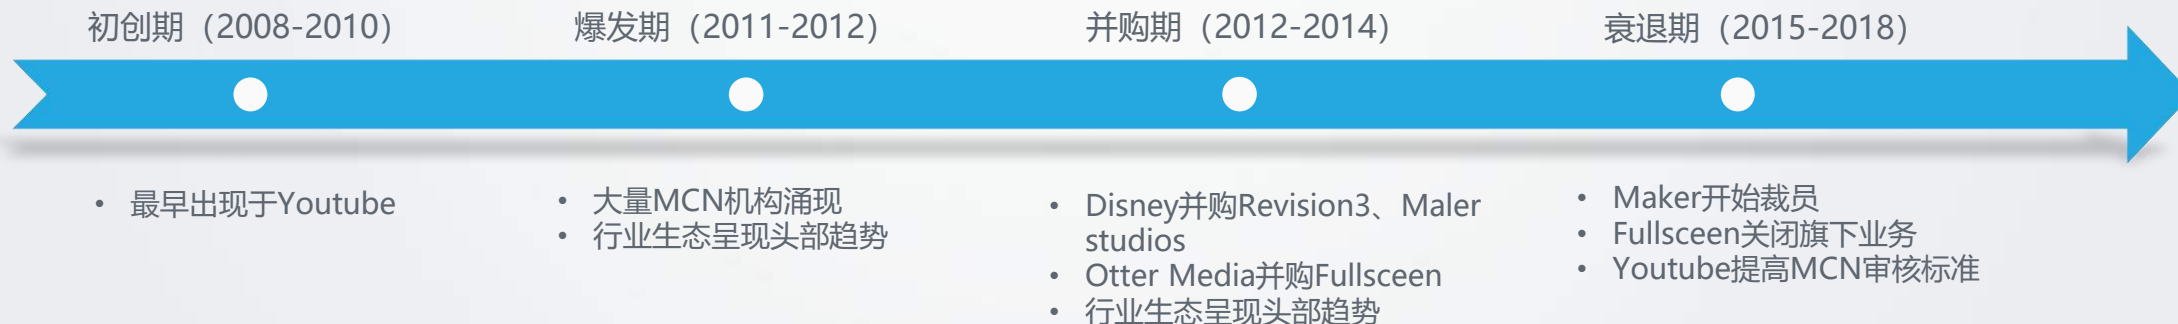 初创期（2008-2010）
爆发期（2011-2012）
并购期（2012-2014）
衰退期（2015-2018）
• 最早出现于Youtube
• 大量MCN机构涌现
• 行业生态呈现头部趋势
• Disney并购Revision3、Maler
studios
• Otter Media并购Fullsceen
• 行业生态呈现头部趋势
• Maker开始裁员
• Fullsceen关闭旗下业务
• Youtube提高MCN审核标准